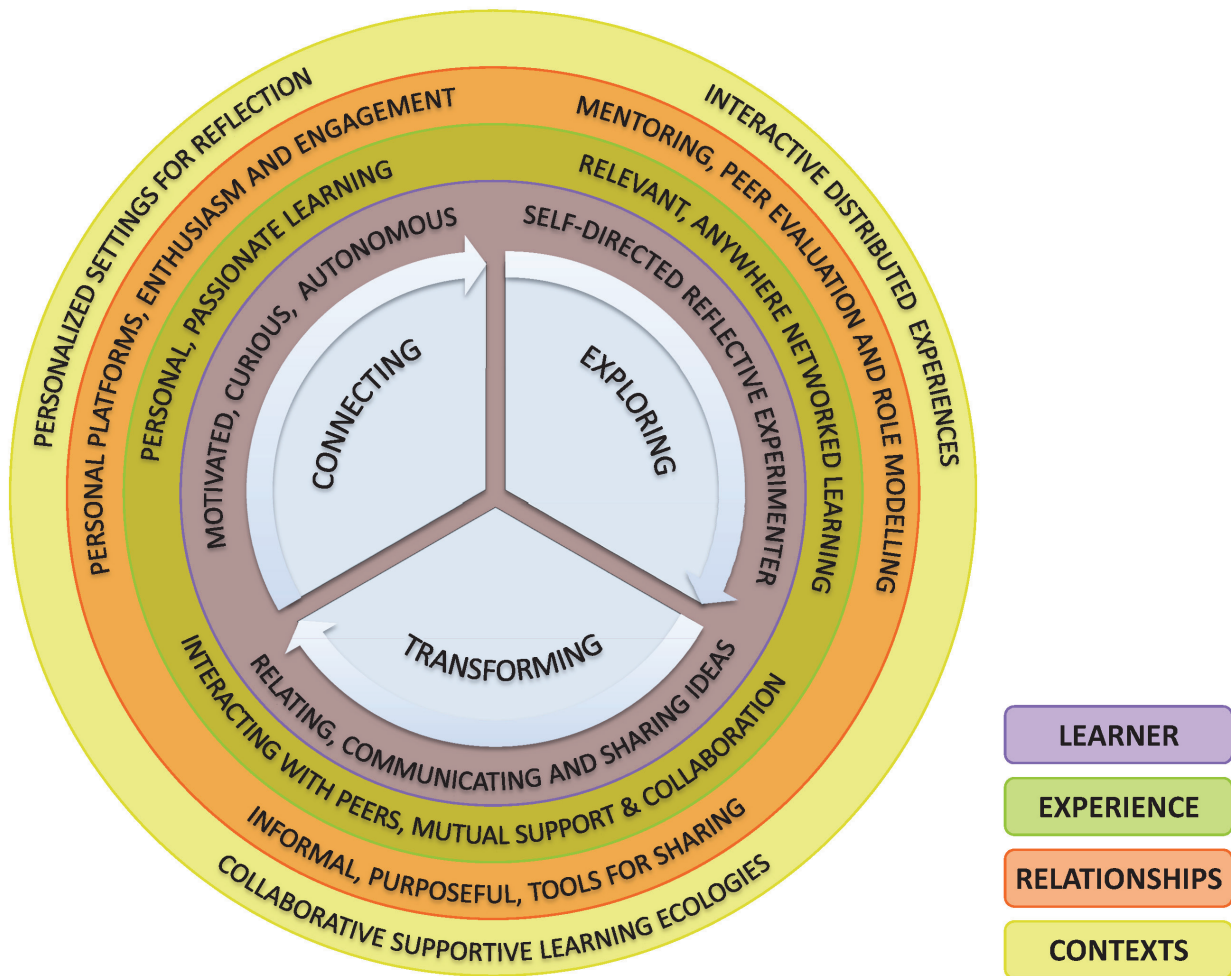 PERSONALIZED SETTINGS FOR REFLECTION
INTERACTIVE DISTRIBUTED EXPERIENCES
COLLABORATIVE SUPPORTIVE LEARNING ECOLOGIES
PERSONAL PLATFORMS, ENTHUSIASM AND ENGAGEMENT
MENTORING, PEER EVALUATION AND ROLE MODELLING
INFORMAL, PURPOSEFUL, TOOLS FOR SHARING
PERSONAL, PASSIONATE LEARNING
RELEVANT, ANYWHERE NETWORKED LEARNING
INTERACTING WITH PEERS, MUTUAL SUPPORT & COLLABORATION
MOTIVATED, CURIOUS, AUTONOMOUS
SELF-DIRECTED REFLECTIVE EXPERIMENTER
RELATING, COMMUNICATING AND SHARING IDEAS
CONNECTING
EXPLORING
TRANSFORMING
LEARNER
EXPERIENCE
RELATIONSHIPS
CONTEXTS